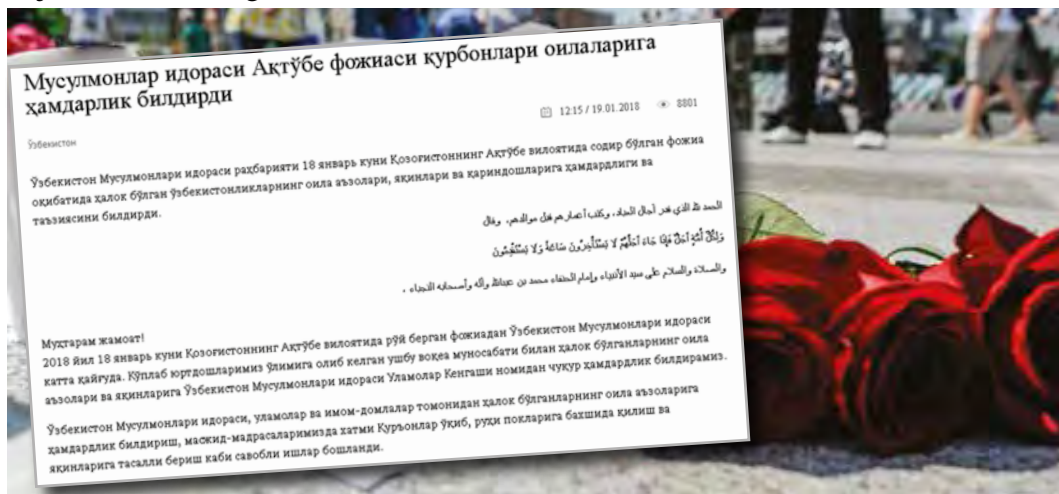 Мусулмонлар идораси Ақтўбе фожиаси қурбонлари оилаларига
ҳамдарлик билдирди
12:15 / 19.01.2018 8801
Ўзбекистон
Ўзбекистон Мусулмонлари идораси раҳбарияти 18 январь куни Қозоғистоннинг Ақтўбе вилоятида содир бўлган фожиа
оқибатида ҳалок бўлган ўзбекистонликларнинг оила аъзолари, яқинлари ва қариндошларига ҳамдардлиги ва
таъзиясини билдирди.
الحمد لله الذي قدر آجال العباد، وكتب أعمارهم قبل موالدهم، وقال
وَلِكُلِّ أُمَّةٍ أَجَلٌ فَإِذَا جَاءَ أَجَلُهُمْ لَا يَسْتَأْخِرُونَ سَاعَةً وَلَا يَسْتَقْدِمُونَ
والصلاة والسلام على سيد الأنبياء وإمام الحنفاء محمد بن عبدالله وآله وأصحابه النجباء .
Муҳтарам жамоат!
2018 йил 18 январь куни Қозоғистоннинг Ақтўбе вилоятида рўй берган фожиадан Ўзбекистон Мусулмонлари идораси
катта қайғуда. Кўплаб юртдошларимиз ўлимига олиб келган ушбу воқеа муносабати билан ҳалок бўлганларнинг оила
аъзолари ва яқинларига Ўзбекистон Мусулмонлари идораси Уламолар Кенгаши номидан чуқур ҳамдардлик билдирамиз.
Ўзбекистон Мусулмонлари идораси, уламолар ва имом-домлалар томонидан ҳалок бўлганларнинг оила аъзоларига
ҳамдардлик билдириш, масжид-мадрасаларимизда хатми Қуръонлар ўқиб, руҳи покларига бахшида қилиш ва
яқинларига тасалли бериш каби савобли ишлар бошланди.